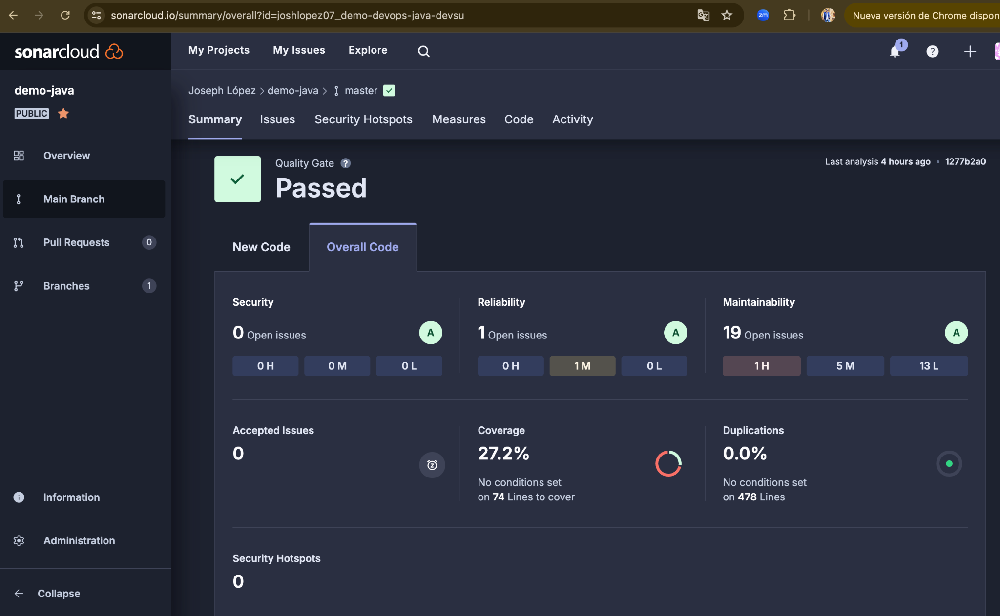 sonarcloud.io/summary/overall?id=joshlopez07_demo-devops-java-devsu
zm
Nueva versión de Chrome dispon
sonarcloud
My Projects
My Issues
Explore
1
?
demo-java
PUBLIC
Joseph López > demo-java > master
Summary
Issues
Security Hotspots
Measures
Code
Activity
Overview
Main Branch
Pull Requests 0
Branches 1
Information
Administration
Collapse
Quality Gate ?
Passed
Last analysis 4 hours ago • 1277b2a0
New Code
Overall Code
Security
0 Open issues
A
0 H
0 M
0 L
Reliability
1 Open issues
A
0 H
1 M
0 L
Maintainability
19 Open issues
A
1 H
5 M
13 L
Accepted Issues
0
Coverage
27.2%
No conditions set
on 74 Lines to cover
Duplications
0.0%
No conditions set
on 478 Lines
Security Hotspots
0